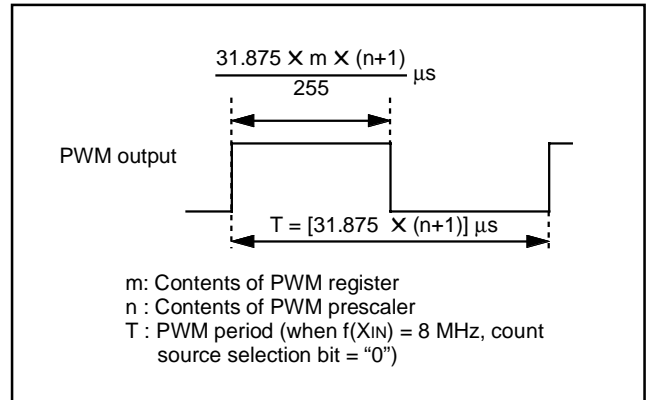 31.875 × m × (n+1)
255
μs
PWM output
T = [31.875 × (n+1)] μs
m: Contents of PWM register
n : Contents of PWM prescaler
T : PWM period (when f(XIN) = 8 MHz, count
source selection bit = “0”)